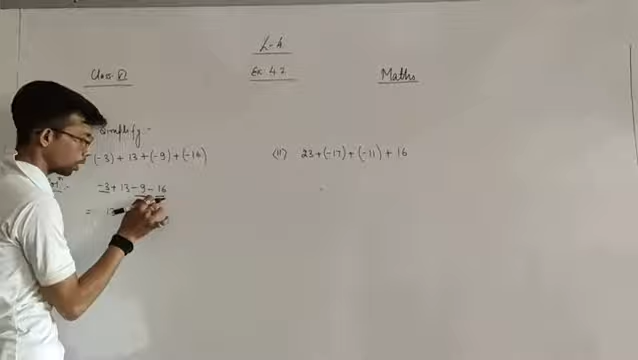 L-4
Class VI
Ex: 4.2
Maths
Simplify :-
(-3) + 13 + (-9) + (-16)
(II) 23 + (-17) + (-11) + 16
-3 + 13 - 9 - 16
= 13